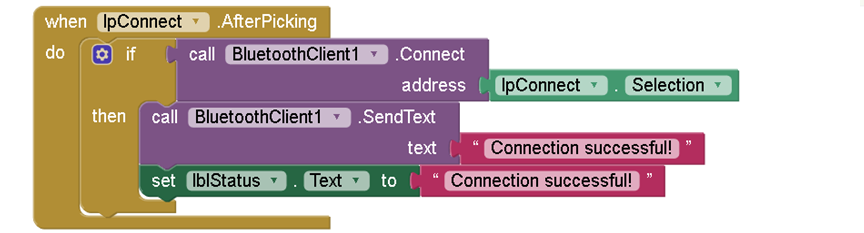 when lpConnect .AfterPicking
do if call BluetoothClient1 .Connect
address lpConnect . Selection
then call BluetoothClient1 .SendText
text “ Connection successful! ”
set lblStatus . Text to “ Connection successful! ”